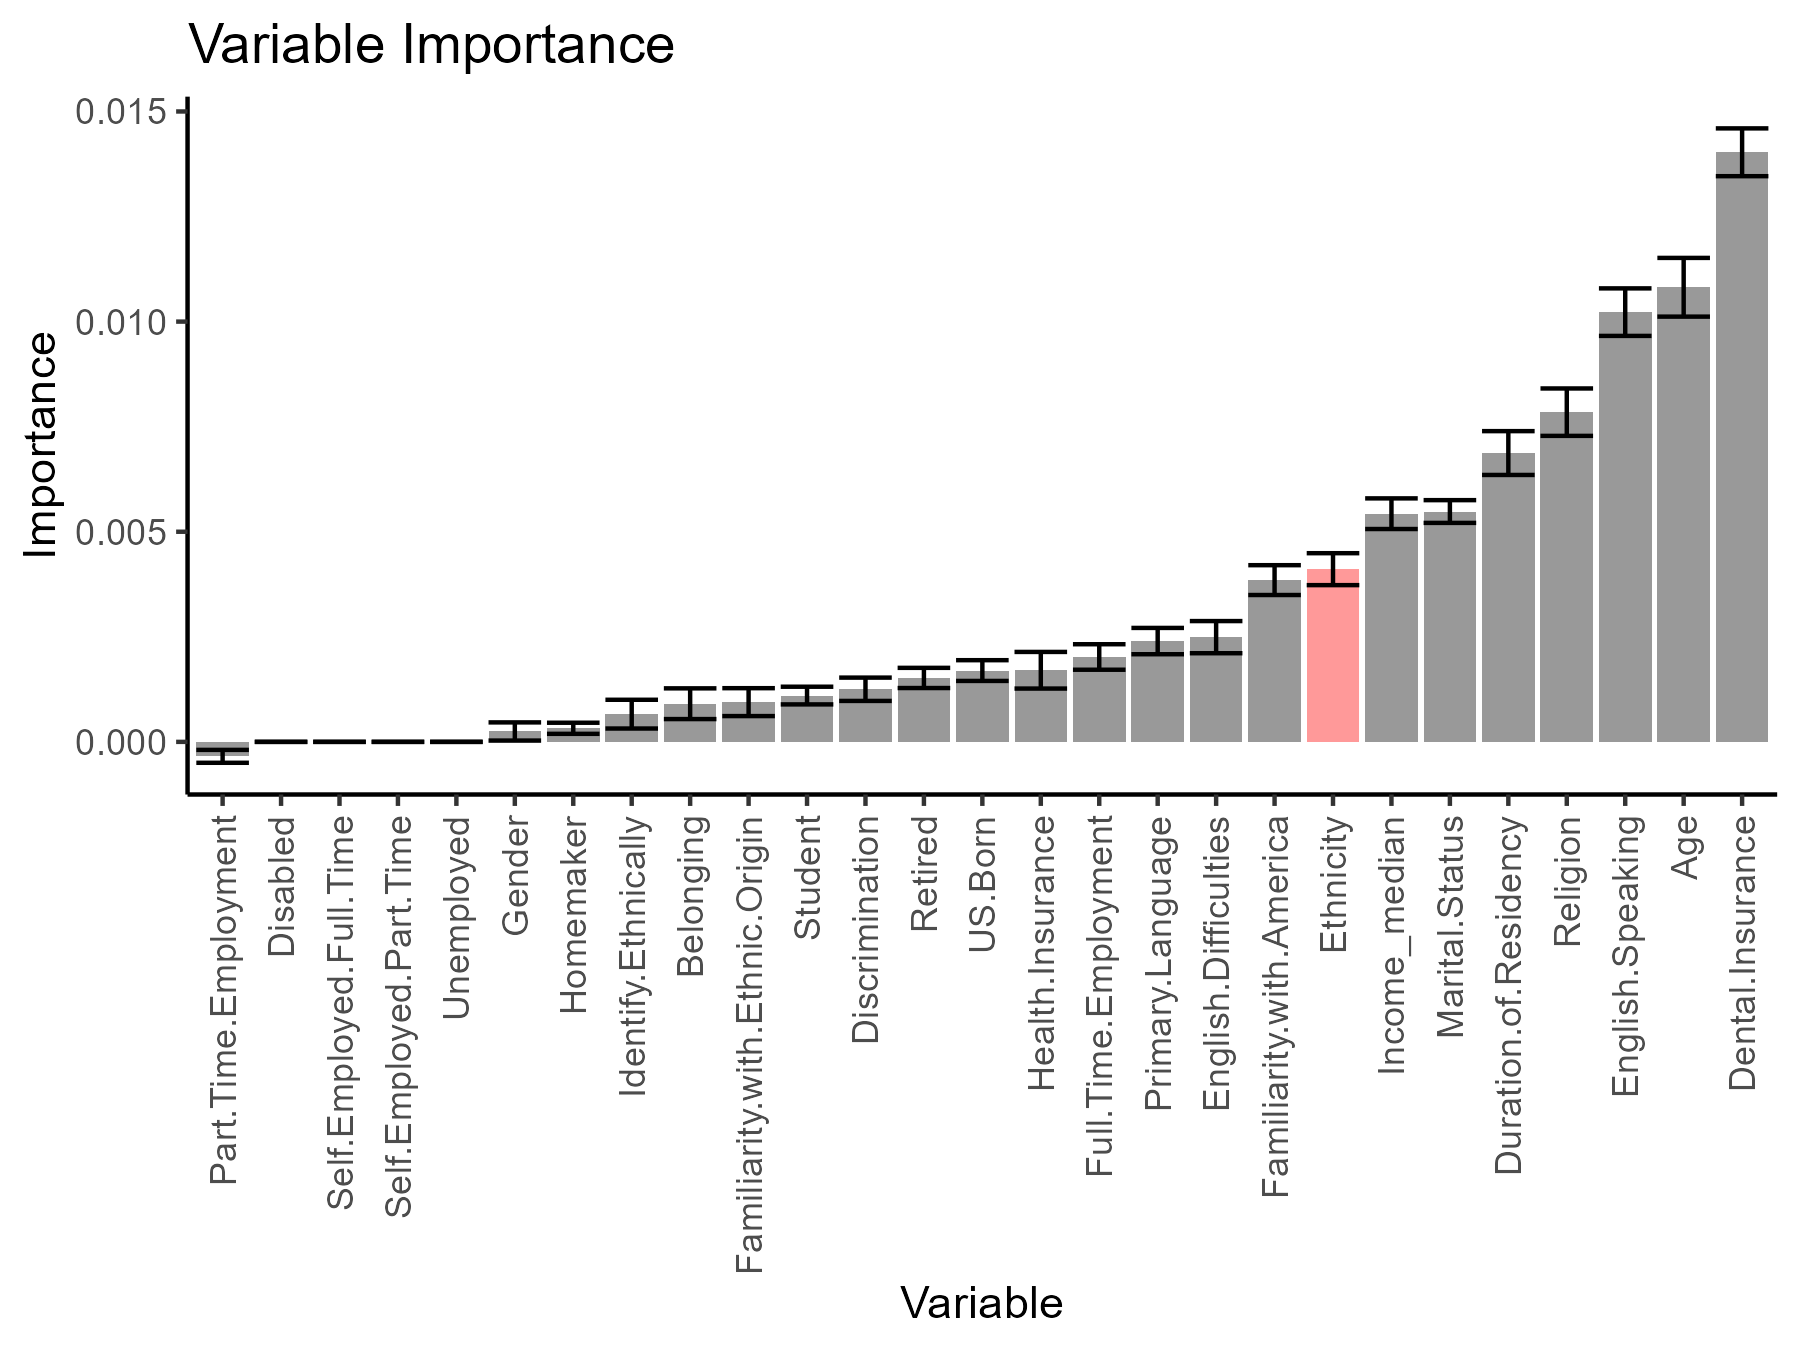 Variable Importance
0.015
0.010
0.005
0.000
Importance
Part.Time.Employment
Disabled
Self.Employed.Full.Time
Self.Employed.Part.Time
Unemployed
Gender
Homemaker
Identify.Ethnically
Belonging
Familiarity.with.Ethnic.Origin
Student
Discrimination
Retired
US.Born
Health.Insurance
Full.Time.Employment
Primary.Language
English.Difficulties
Familiarity.with.America
Ethnicity
Income_median
Marital.Status
Duration.of.Residency
Religion
English.Speaking
Age
Dental.Insurance
Variable